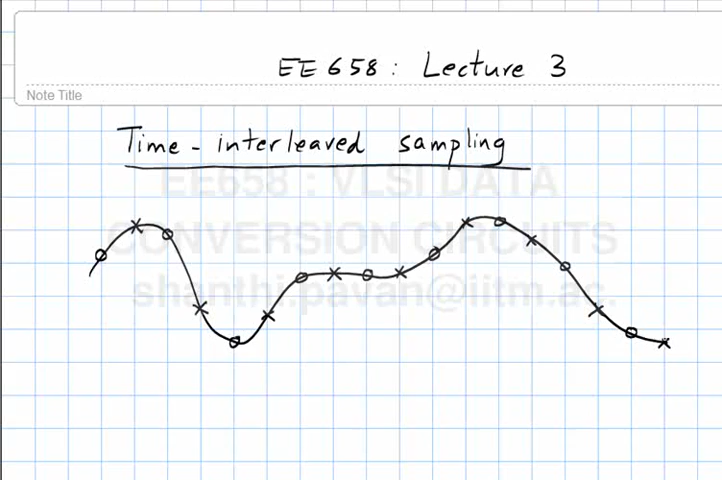 EE 658 : Lecture 3
Note Title
Time - interleaved sampling
EE658 : VLSI DATA
CONVERSION CIRCUITS
shanthi.pavan@iitm.ac.